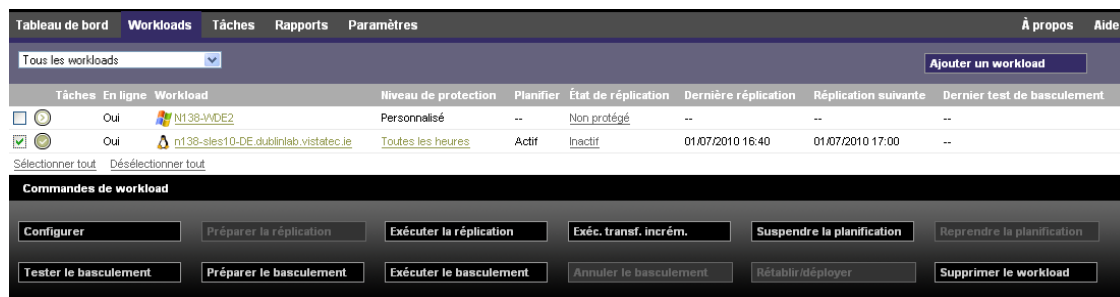 Tableau de bord Workloads Tâches Rapports Paramètres À propos Aide
Tous les workloads Ajouter un workload
Tâches En ligne Workload Niveau de protection Planifier État de réplication Dernière réplication Réplication suivante Dernier test de basculement
Oui N138-WDE2 Personnalisé -- Non protégé -- -- --
Oui n138-sles10-DE.dublinlab.vistatec.ie Toutes les heures Actif Inactif 01/07/2010 16:40 01/07/2010 17:00 --
Sélectionner tout Désélectionner tout
Commandes de workload
Configurer Préparer la réplication Exécuter la réplication Exéc. transf. incrém. Suspendre la planification Reprendre la planification
Tester le basculement Préparer le basculement Exécuter le basculement Annuler le basculement Rétablir/déployer Supprimer le workload